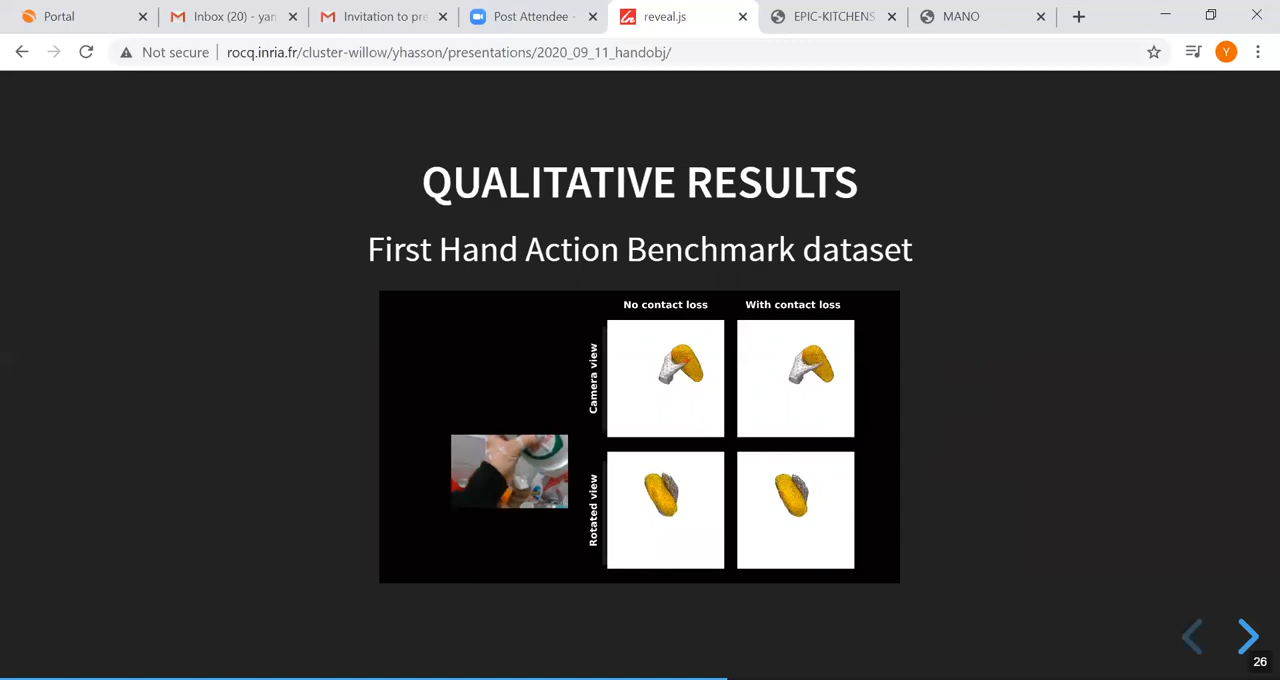 Portal
Inbox (20) - yan
Invitation to pre
Post Attendee -
reveal.js
EPIC-KITCHENS
MANO
Not secure
rocq.inria.fr/cluster-willow/yhasson/presentations/2020_09_11_handobj/
Y
QUALITATIVE RESULTS
First Hand Action Benchmark dataset
No contact loss
With contact loss
Camera view
Rotated view
26